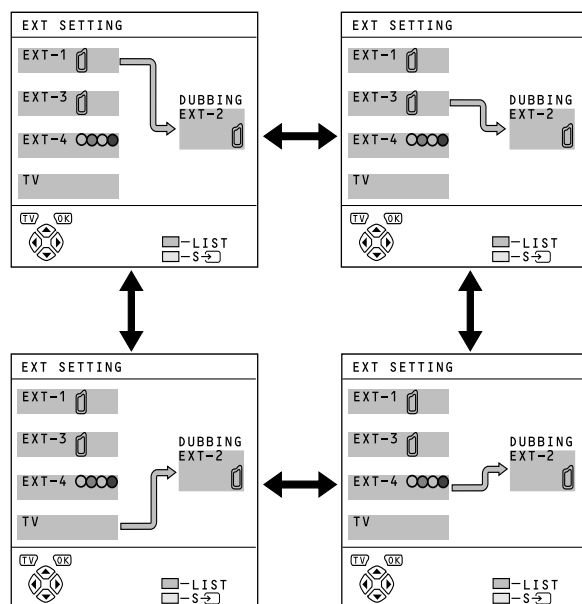 EXT SETTING
EXT-1
EXT-3
DUBBING
EXT-2
EXT-4
TV
TV OK
LIST
S
EXT SETTING
EXT-1
EXT-3
DUBBING
EXT-2
EXT-4
TV
TV OK
LIST
S
EXT SETTING
EXT-1
EXT-3
DUBBING
EXT-2
EXT-4
TV
TV OK
LIST
S
EXT SETTING
EXT-1
EXT-3
DUBBING
EXT-2
EXT-4
TV
TV OK
LIST
S